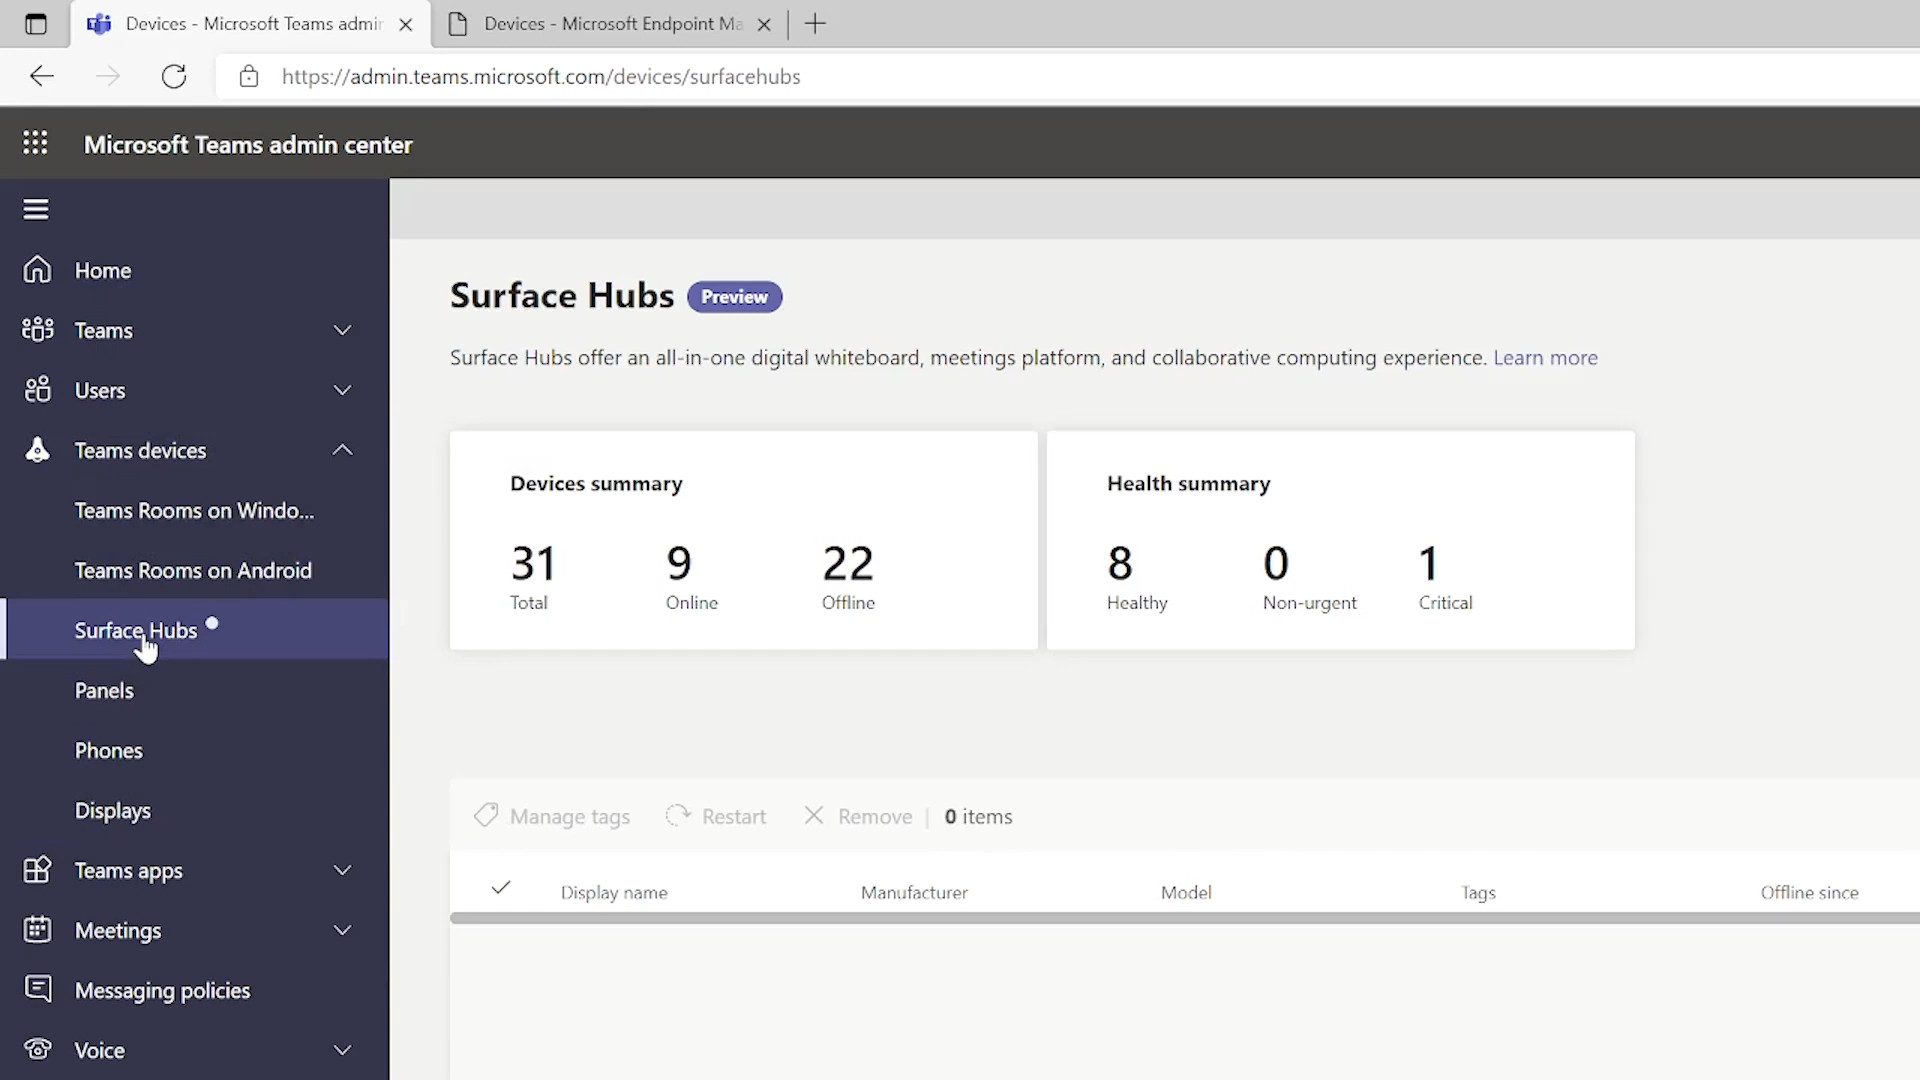 Devices - Microsoft Teams admin
Devices - Microsoft Endpoint Ma
https://admin.teams.microsoft.com/devices/surfacehubs
Microsoft Teams admin center
Home
Teams
Users
Teams devices
Teams Rooms on Windo...
Teams Rooms on Android
Surface Hubs
Panels
Phones
Displays
Teams apps
Meetings
Messaging policies
Voice
Surface Hubs Preview
Surface Hubs offer an all-in-one digital whiteboard, meetings platform, and collaborative computing experience. Learn more
Devices summary
31 9 22
Total Online Offline
Health summary
8 0 1
Healthy Non-urgent Critical
Manage tags Restart Remove | 0 items
Display name Manufacturer Model Tags Offline since